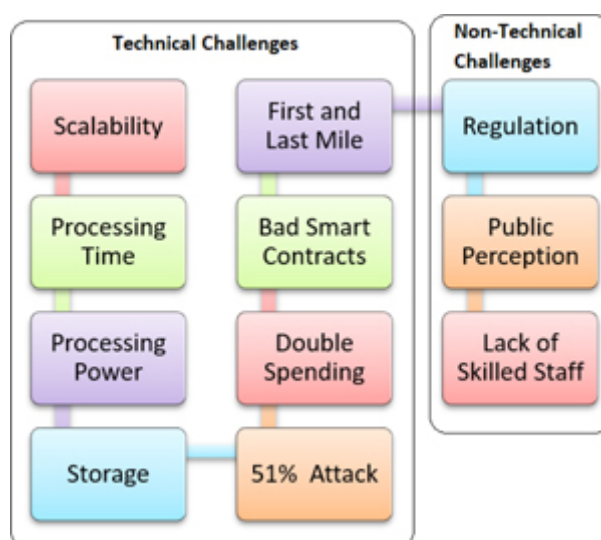 Technical Challenges
Scalability
Processing
Time
Processing
Power
Storage
First and
Last Mile
Bad Smart
Contracts
Double
Spending
51% Attack
Non-Technical
Challenges
Regulation
Public
Perception
Lack of
Skilled Staff